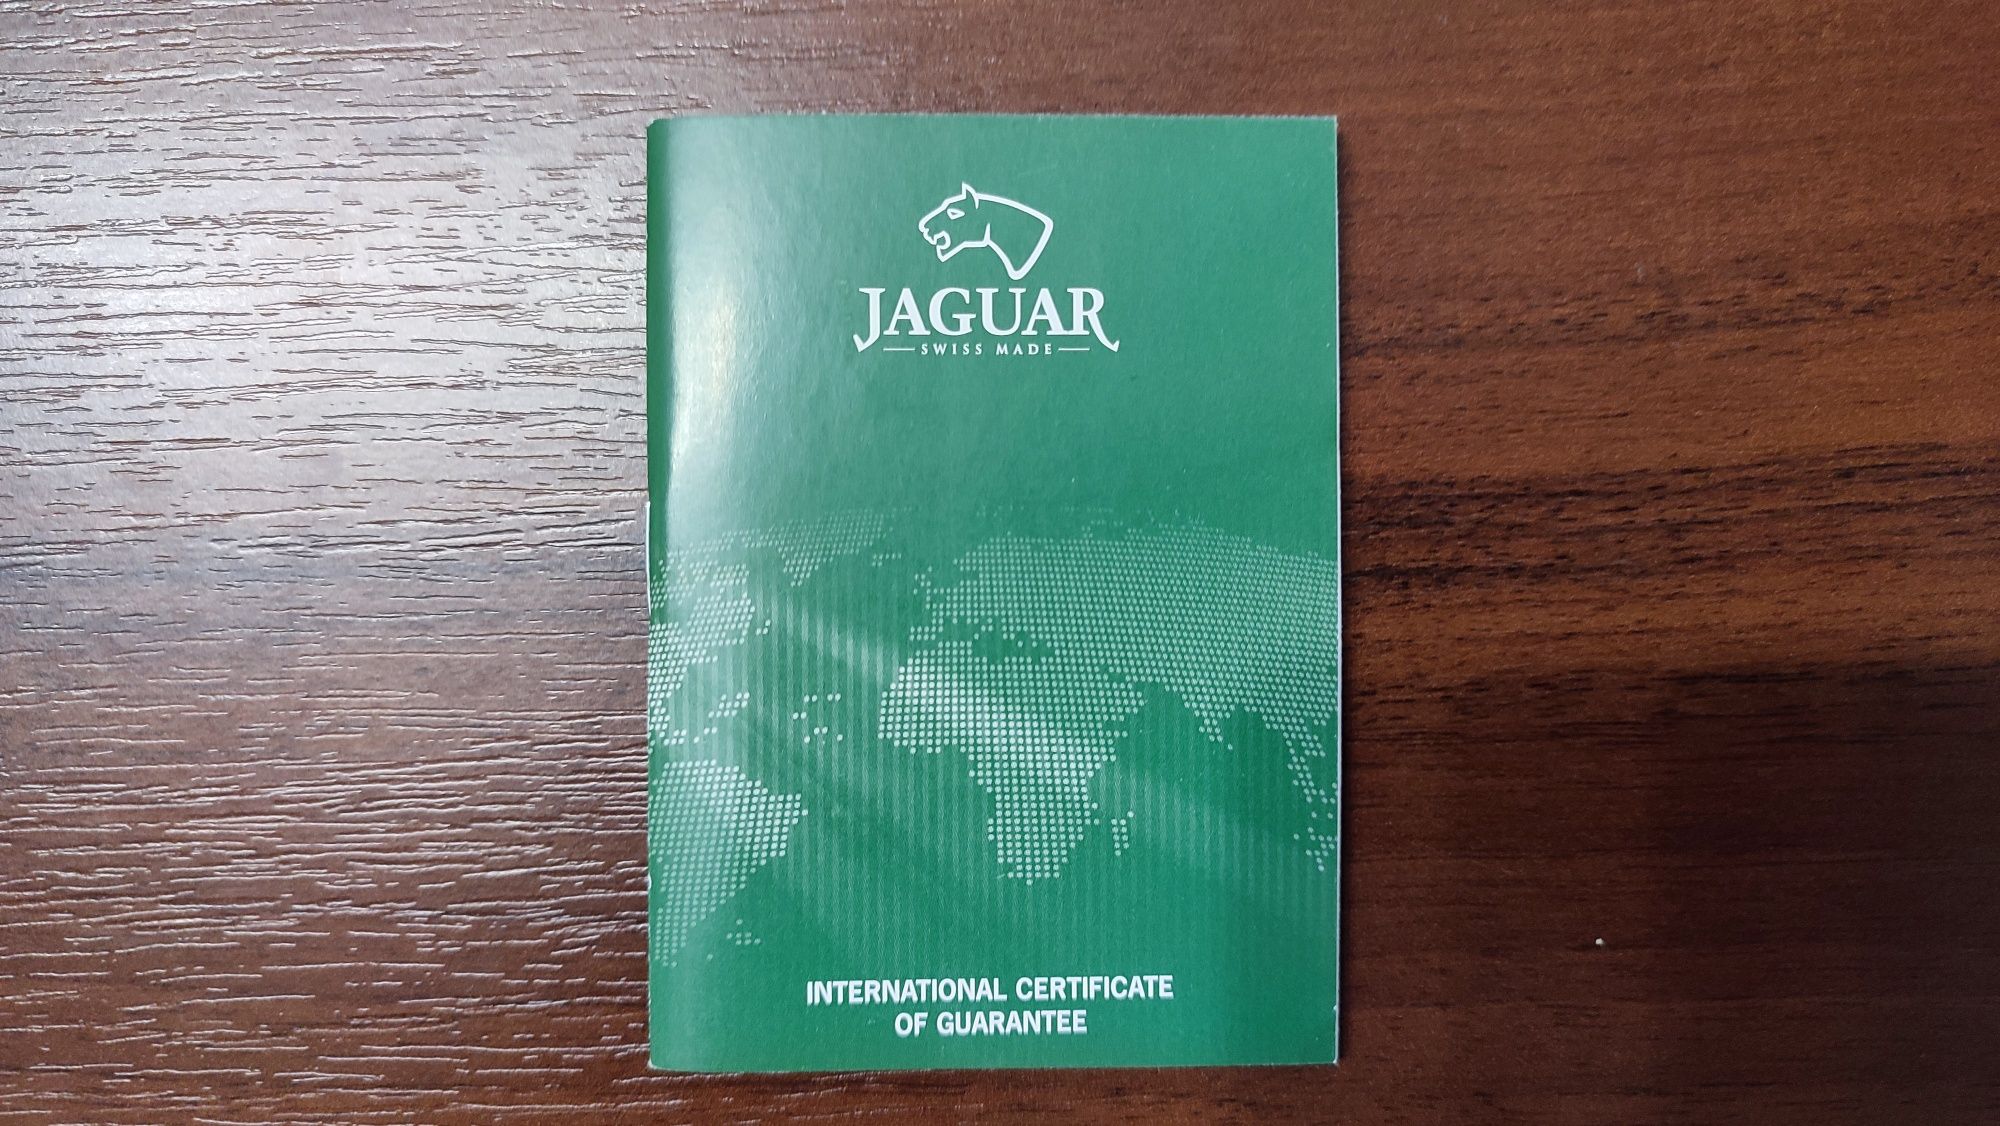 JAGUAR
SWISS MADE
INTERNATIONAL CERTIFICATE
OF GUARANTEE